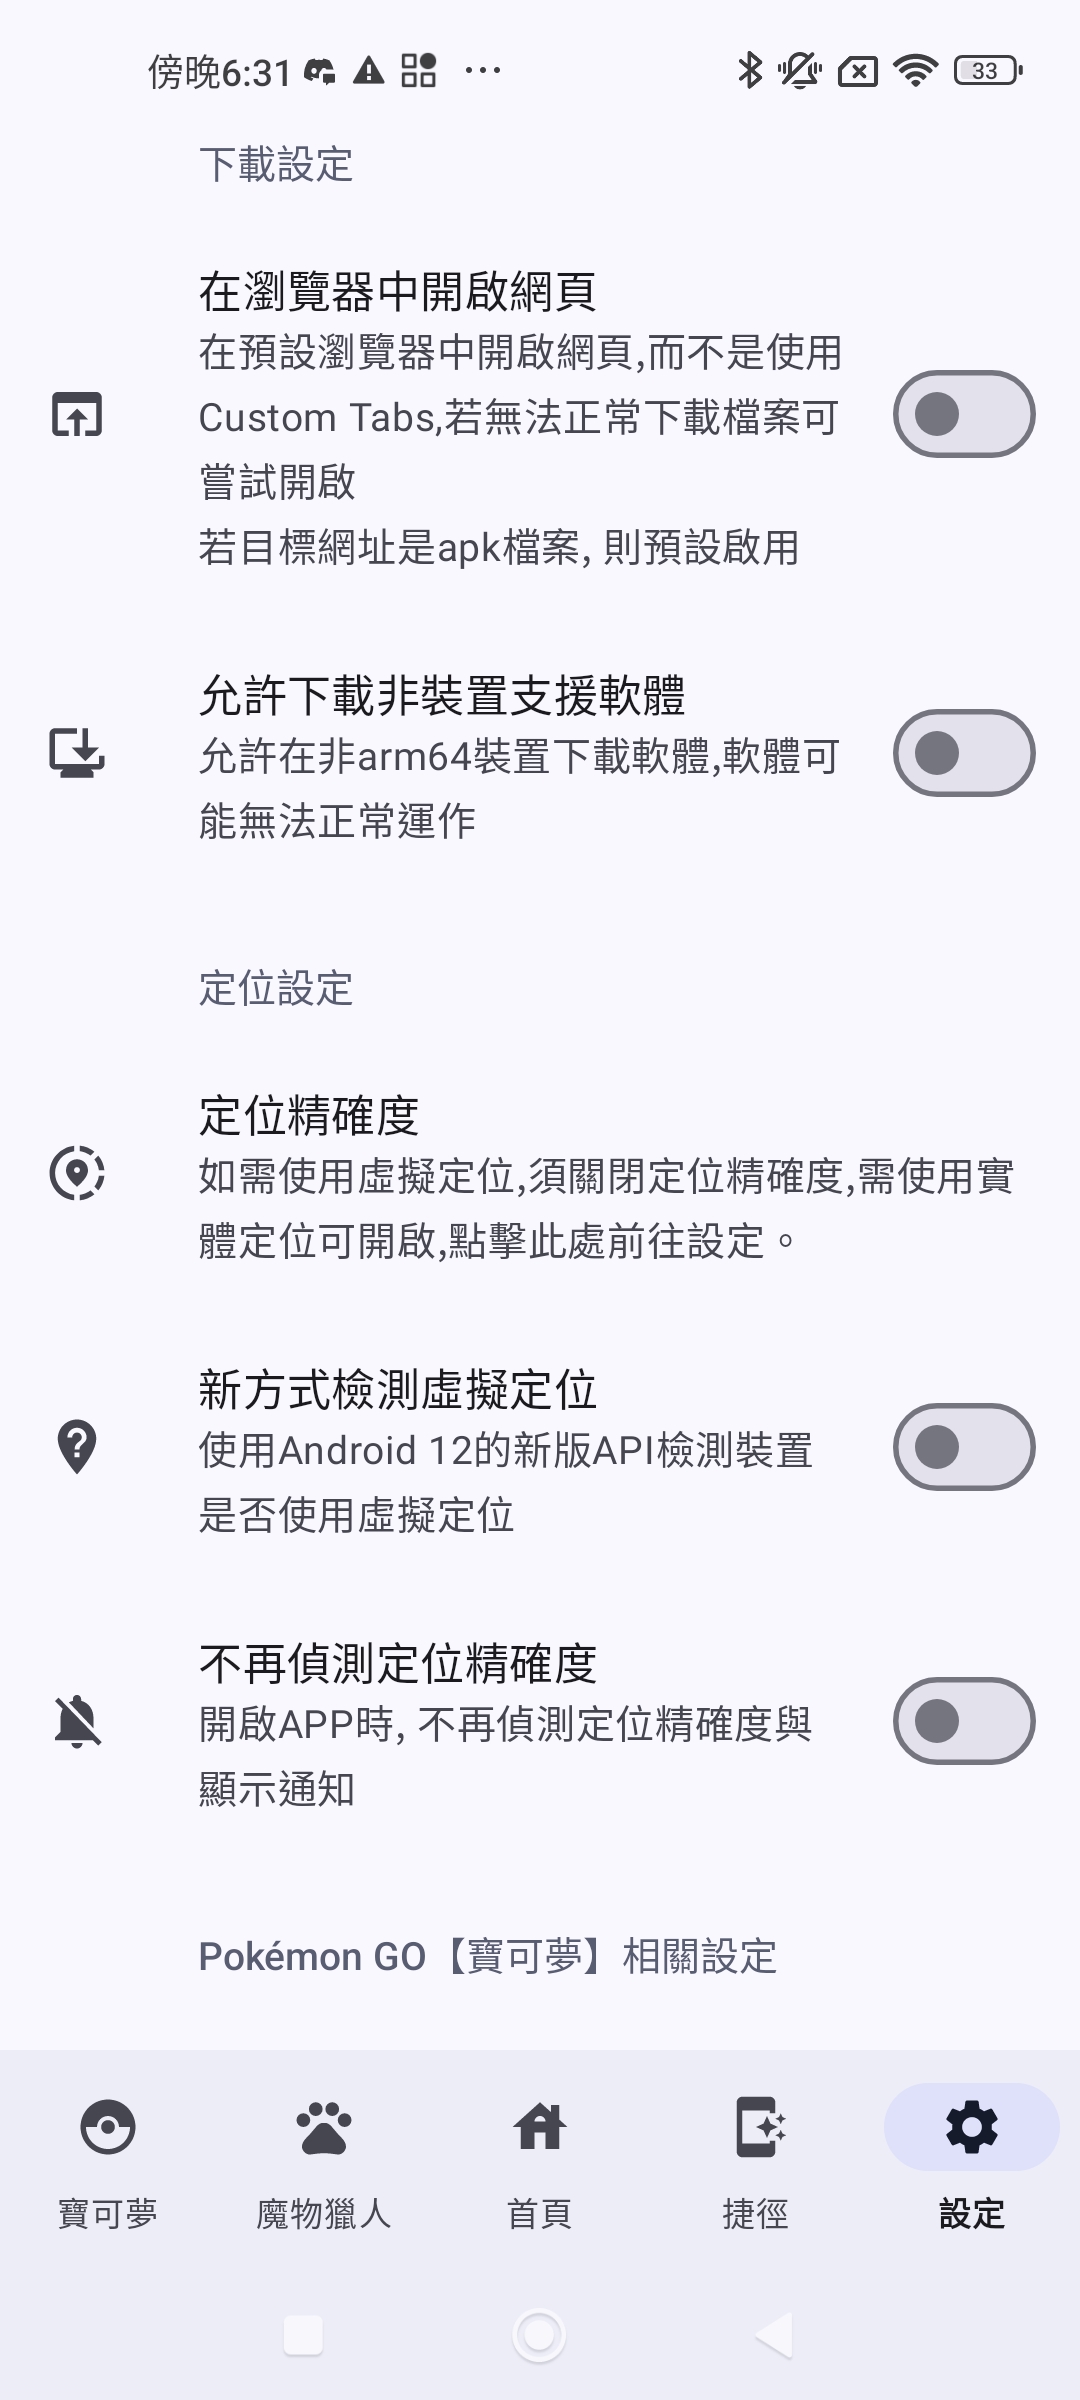 傍晚6:31
33
下載設定
在瀏覽器中開啟網頁
在預設瀏覽器中開啟網頁,而不是使用
Custom Tabs,若無法正常下載檔案可
嘗試開啟
若目標網址是apk檔案, 則預設啟用
允許下載非裝置支援軟體
允許在非arm64裝置下載軟體,軟體可
能無法正常運作
定位設定
定位精確度
如需使用虛擬定位,須關閉定位精確度,需使用實
體定位可開啟,點擊此處前往設定。
新方式檢測虛擬定位
使用Android 12的新版API檢測裝置
是否使用虛擬定位
不再偵測定位精確度
開啟APP時, 不再偵測定位精確度與
顯示通知
Pokémon GO【寶可夢】相關設定
寶可夢
魔物獵人
首頁
捷徑
設定